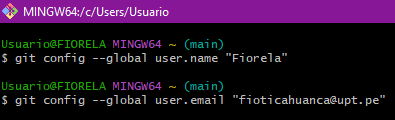 MINGW64:/c/Users/Usuario
Usuario@FIORELA MINGW64 ~ (main)
$ git config --global user.name "Fiorela"
Usuario@FIORELA MINGW64 ~ (main)
$ git config --global user.email "fioticahuanca@upt.pe"